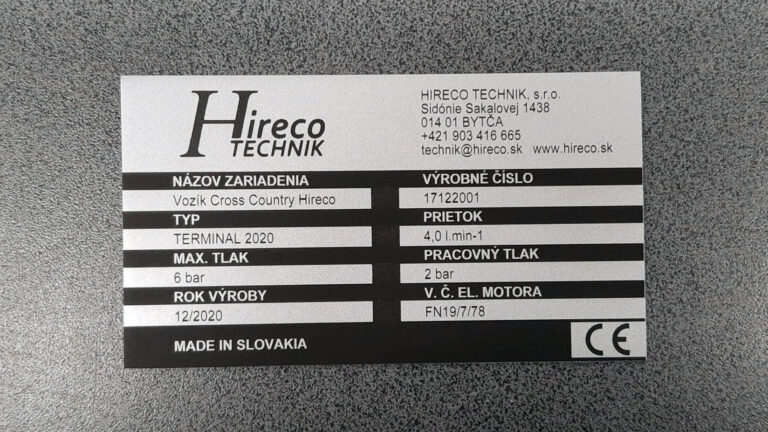 Hireco
TECHNIK
HIRECO TECHNIK, s.r.o.
Sidónie Sakalovej 1438
014 01 BYTČA
+421 903 416 665
technik@hireco.sk www.hireco.sk
NÁZOV ZARIADENIA
Vozík Cross Country Hireco
VÝROBNÉ ČÍSLO
17122001
TYP
TERMINAL 2020
PRIETOK
4,0 l.min-1
MAX. TLAK
6 bar
PRACOVNÝ TLAK
2 bar
ROK VÝROBY
12/2020
V. Č. EL. MOTORA
FN19/7/78
MADE IN SLOVAKIA
CE